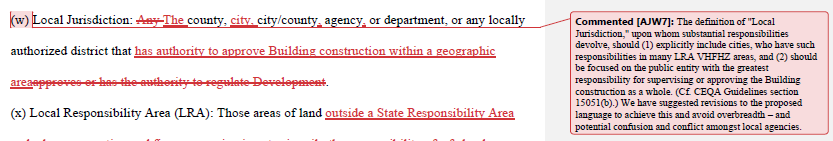 (w) Local Jurisdiction: Any The county, city, city/county, agency, or department, or any locally
authorized district that has authority to approve Building construction within a geographic
areaapproves or has the authority to regulate Development.
(x) Local Responsibility Area (LRA): Those areas of land outside a State Responsibility Area
Commented [AJW7]: The definition of "Local
Jurisdiction," upon whom substantial responsibilities
devolve, should (1) explicitly include cities, who have such
responsibilities in many LRA VHFHZ areas, and (2) should
be focused on the public entity with the greatest
responsibility for supervising or approving the Building
construction as a whole. (Cf. CEQA Guidelines section
15051(b).) We have suggested revisions to the proposed
language to achieve this and avoid overbreadth – and
potential confusion and conflict amongst local agencies.